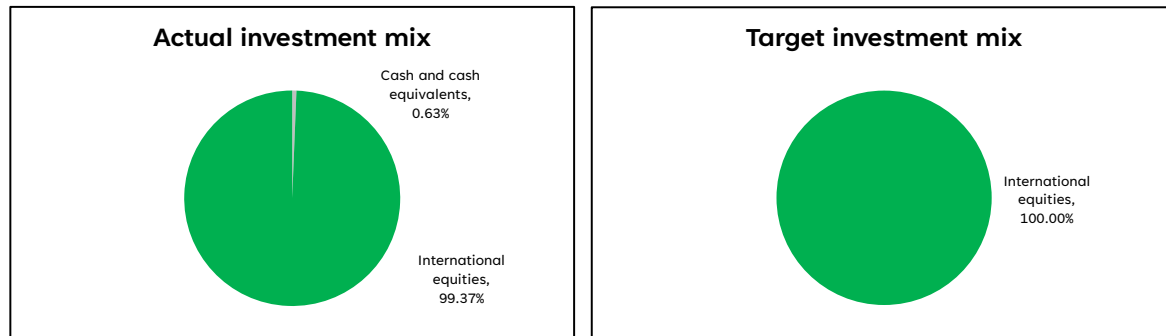 Actual investment mix
Cash and cash
equivalents,
0.63%
International
equities,
99.37%
Target investment mix
International
equities,
100.00%